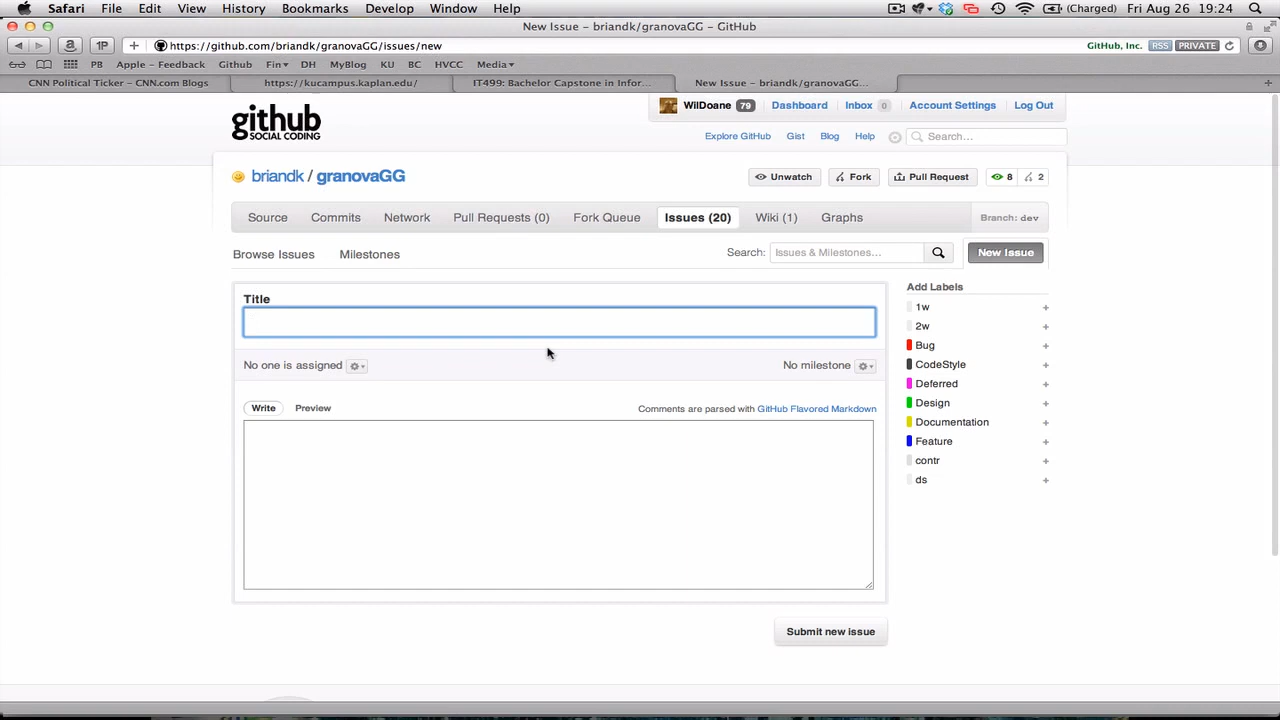 Safari File Edit View History Bookmarks Develop Window Help (Charged) Fri Aug 26 19:24
New Issue – briandk/granovaGG – GitHub
https://github.com/briandk/granovaGG/issues/new GitHub, Inc. RSS PRIVATE
PB Apple – Feedback Github Fin DH MyBlog KU BC HVCC Media
CNN Political Ticker – CNN.com Blogs https://kucampus.kaplan.edu/ IT499: Bachelor Capstone in Infor... New Issue – briandk/granovaGG...
github
SOCIAL CODING
WilDoane 79 Dashboard Inbox 0 Account Settings Log Out
Explore GitHub Gist Blog Help Search...
briandk / granovaGG Unwatch Fork Pull Request 8 2
Source Commits Network Pull Requests (0) Fork Queue Issues (20) Wiki (1) Graphs Branch: dev
Browse Issues Milestones Search: Issues & Milestones... New Issue
Title
No one is assigned No milestone
Write Preview Comments are parsed with GitHub Flavored Markdown
Submit new issue
Add Labels
1w +
2w +
Bug +
CodeStyle +
Deferred +
Design +
Documentation +
Feature +
contr +
ds +